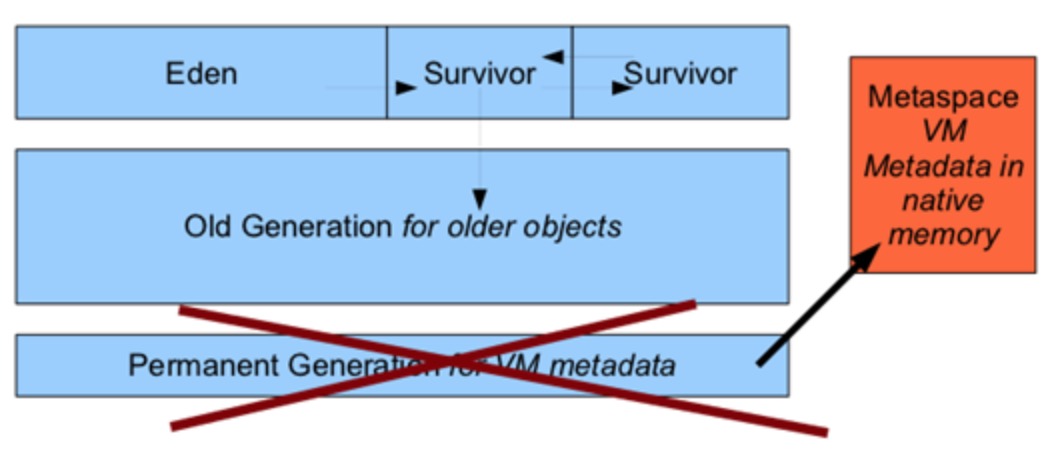 Eden
Survivor
Survivor
Old Generation for older objects
Permanent Generation for VM metadata
Metaspace
VM
Metadata in
native
memory